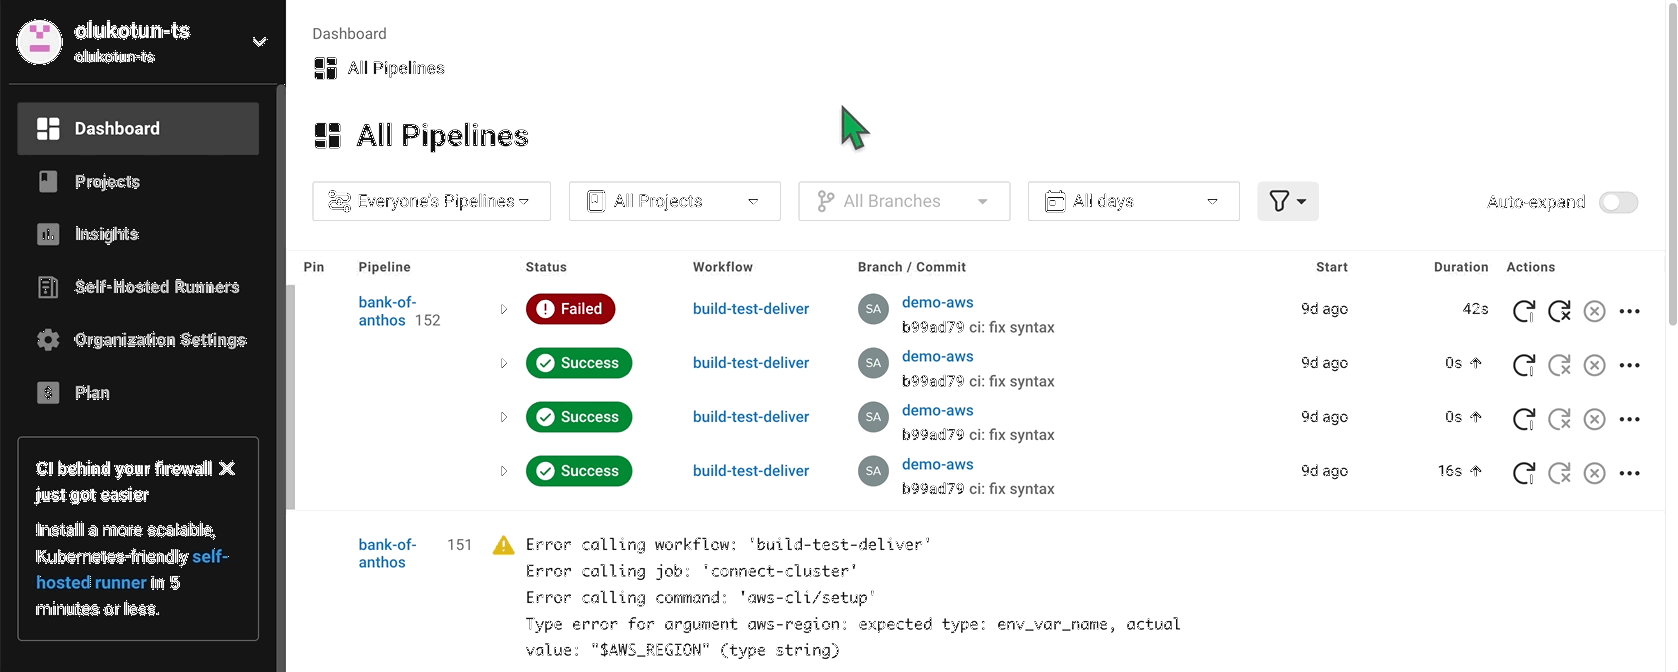 olukotun-ts
olukotun-ts
Dashboard
Projects
Insights
Self-Hosted Runners
Organization Settings
Plan
CI behind your firewall
just got easier
Install a more scalable,
Kubernetes-friendly self-
hosted runner in 5
minutes or less.
Dashboard
All Pipelines
All Pipelines
Everyone's Pipelines
All Projects
All Branches
All days
Auto-expand
Pin Pipeline Status Workflow Branch / Commit Start Duration Actions
bank-of-
anthos 152
Failed build-test-deliver SA demo-aws 9d ago 42s
b99ad79 ci: fix syntax
Success build-test-deliver SA demo-aws 9d ago 0s
b99ad79 ci: fix syntax
Success build-test-deliver SA demo-aws 9d ago 0s
b99ad79 ci: fix syntax
Success build-test-deliver SA demo-aws 9d ago 16s
b99ad79 ci: fix syntax
bank-of-
anthos
151
Error calling workflow: 'build-test-deliver'
Error calling job: 'connect-cluster'
Error calling command: 'aws-cli/setup'
Type error for argument aws-region: expected type: env_var_name, actual
value: "$AWS_REGION" (type string)